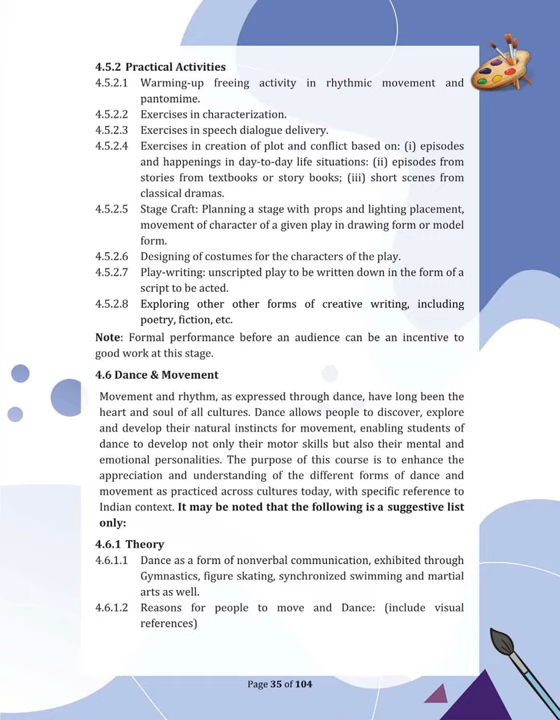 4.5.2 Practical Activities
4.5.2.1 Warming-up freeing activity in rhythmic movement and
pantomime.
4.5.2.2 Exercises in characterization.
4.5.2.3 Exercises in speech dialogue delivery.
4.5.2.4 Exercises in creation of plot and conflict based on: (i) episodes
and happenings in day-to-day life situations: (ii) episodes from
stories from textbooks or story books; (iii) short scenes from
classical dramas.
4.5.2.5 Stage Craft: Planning a stage with props and lighting placement,
movement of character of a given play in drawing form or model
form.
4.5.2.6 Designing of costumes for the characters of the play.
4.5.2.7 Play-writing: unscripted play to be written down in the form of a
script to be acted.
4.5.2.8 Exploring other other forms of creative writing, including
poetry, fiction, etc.
Note: Formal performance before an audience can be an incentive to
good work at this stage.
4.6 Dance & Movement
Movement and rhythm, as expressed through dance, have long been the
heart and soul of all cultures. Dance allows people to discover, explore
and develop their natural instincts for movement, enabling students of
dance to develop not only their motor skills but also their mental and
emotional personalities. The purpose of this course is to enhance the
appreciation and understanding of the different forms of dance and
movement as practiced across cultures today, with specific reference to
Indian context. It may be noted that the following is a suggestive list
only:
4.6.1 Theory
4.6.1.1 Dance as a form of nonverbal communication, exhibited through
Gymnastics, figure skating, synchronized swimming and martial
arts as well.
4.6.1.2 Reasons for people to move and Dance: (include visual
references)
Page 35 of 104